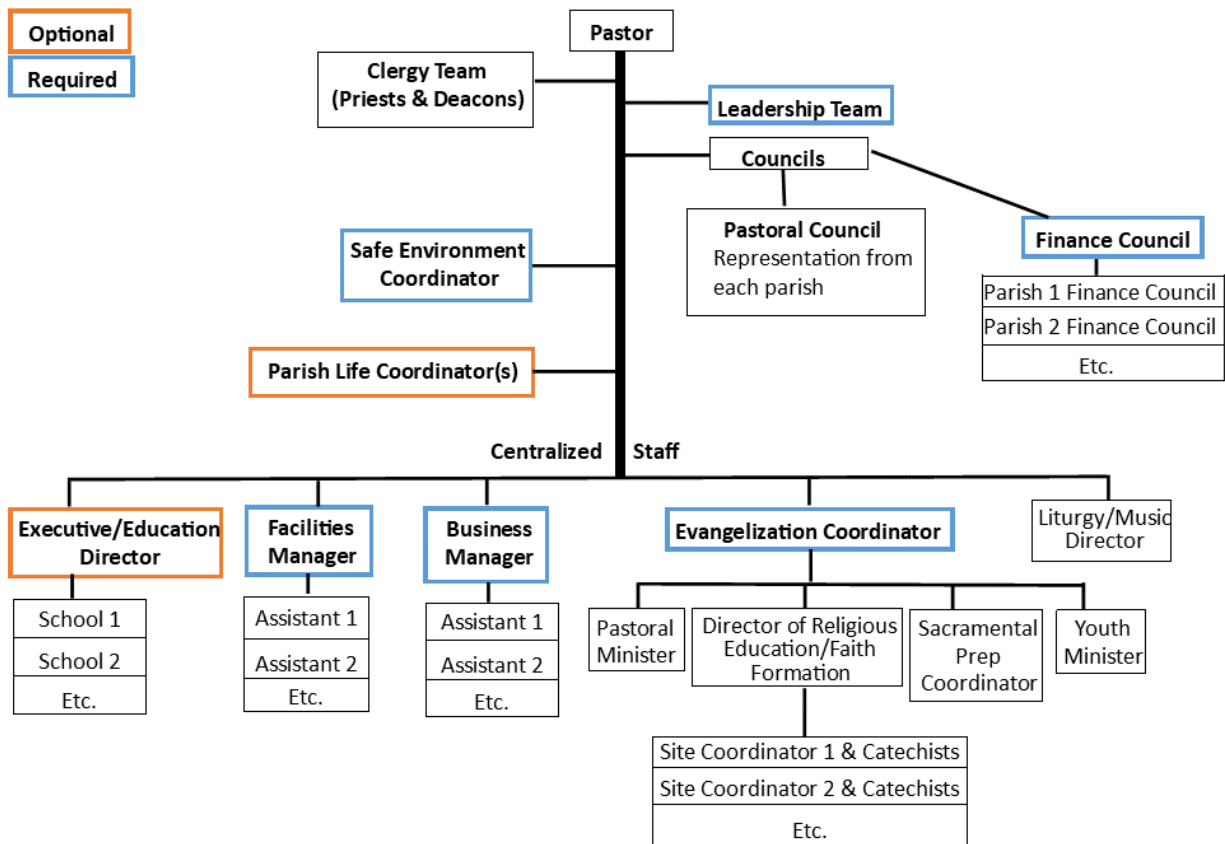 Optional
Required
Pastor
Clergy Team
(Priests & Deacons)
Leadership Team
Councils
Pastoral Council
Representation from
each parish
Finance Council
Parish 1 Finance Council
Parish 2 Finance Council
Etc.
Safe Environment
Coordinator
Parish Life Coordinator(s)
Centralized Staff
Executive/Education
Director
School 1
School 2
Etc.
Facilities
Manager
Assistant 1
Assistant 2
Etc.
Business
Manager
Assistant 1
Assistant 2
Etc.
Evangelization Coordinator
Pastoral
Minister
Director of Religious
Education/Faith
Formation
Site Coordinator 1 & Catechists
Site Coordinator 2 & Catechists
Etc.
Sacramental
Prep
Coordinator
Youth
Minister
Liturgy/Music
Director